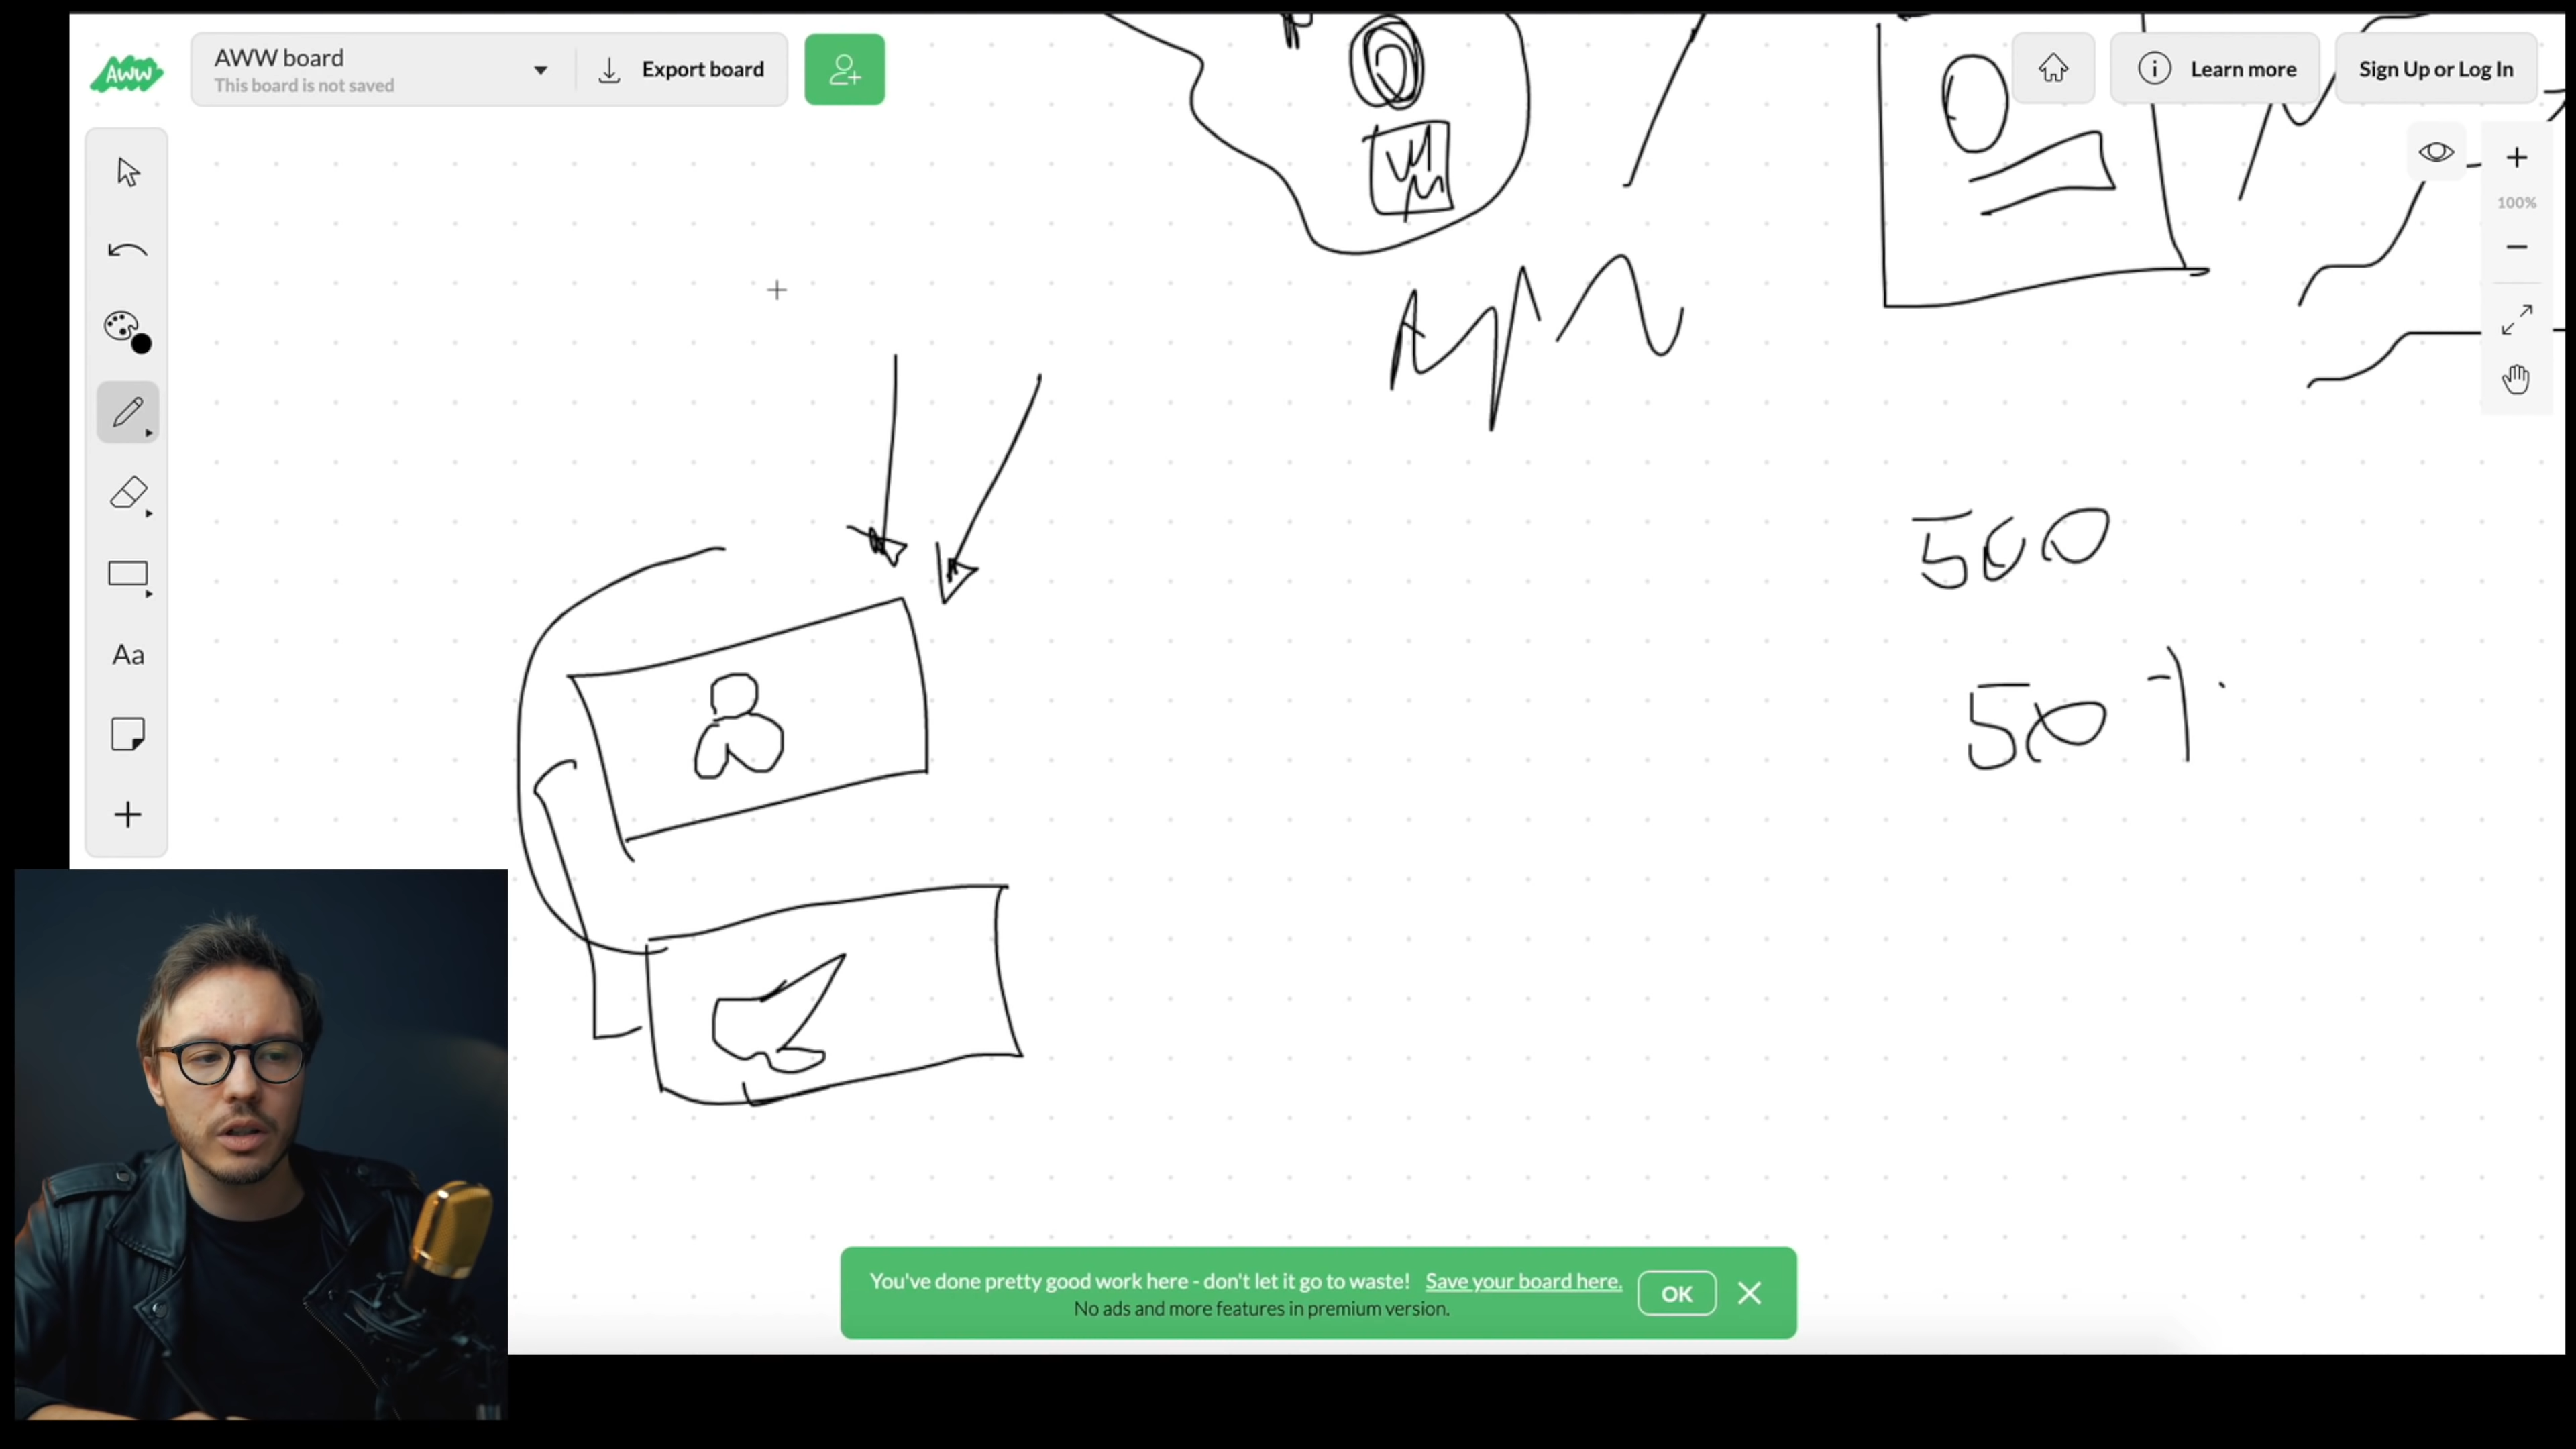 AWW
AWW board
This board is not saved
Export board
Learn more
Sign Up or Log In
100%
500
Aa
You've done pretty good work here - don't let it go to waste! Save your board here.
OK
No ads and more features in premium version.